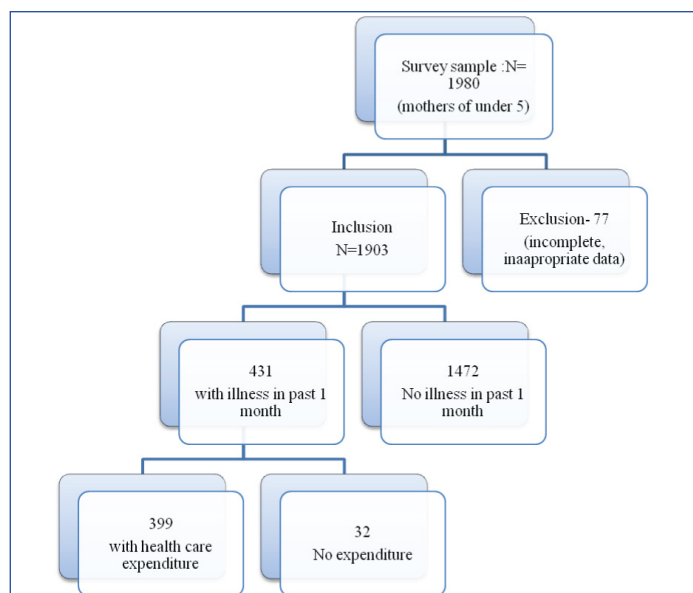 Survey sample :N=
1980
(mothers of under 5)
Inclusion
N=1903
Exclusion- 77
(incomplete,
inaapropriate data)
431
with illness in past 1
month
1472
No illness in past 1
month
399
with health care
expenditure
32
No expenditure